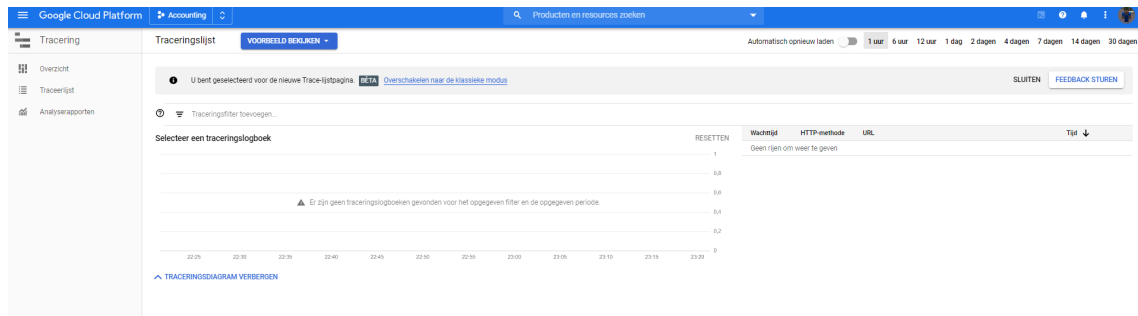 Google Cloud Platform Accounting Producten en resources zoeken
Tracering
Traceringslijst
VOORBEELD BEKIJKEN
Automatisch opnieuw laden 1 uur 6 uur 12 uur 1 dag 2 dagen 4 dagen 7 dagen 14 dagen 30 dagen
Overzicht
Traceerlijst
Analyserapporten
U bent geselecteerd voor de nieuwe Trace-lijstpagina. BÈTA Overschakelen naar de klassieke modus
SLUITEN FEEDBACK STUREN
Traceringsfilter toevoegen...
Selecteer een traceringslogboek RESETTEN
1
0,8
0,6
0,4
0,2
0
Er zijn geen traceringslogboeken gevonden voor het opgegeven filter en de opgegeven periode.
22:25 22:30 22:35 22:40 22:45 22:50 22:55 23:00 23:05 23:10 23:15 23:20
TRACERINGSDIAGRAM VERBERGEN
Wachttijd HTTP-methode URL Tijd
Geen rijen om weer te geven